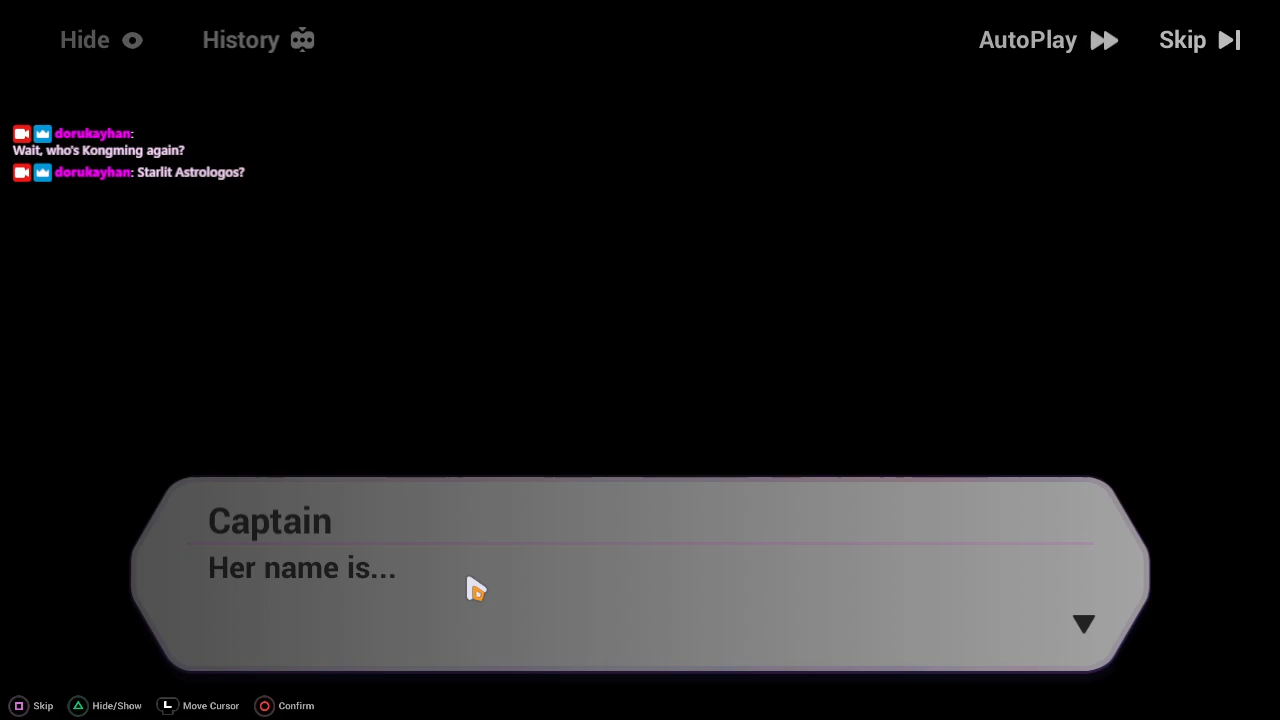 Hide
History
AutoPlay
Skip
dorukayhan:
Wait, who's Kongming again?
dorukayhan: Starlit Astrologos?
Captain
Her name is...
Skip
Hide/Show
L
Move Cursor
Confirm